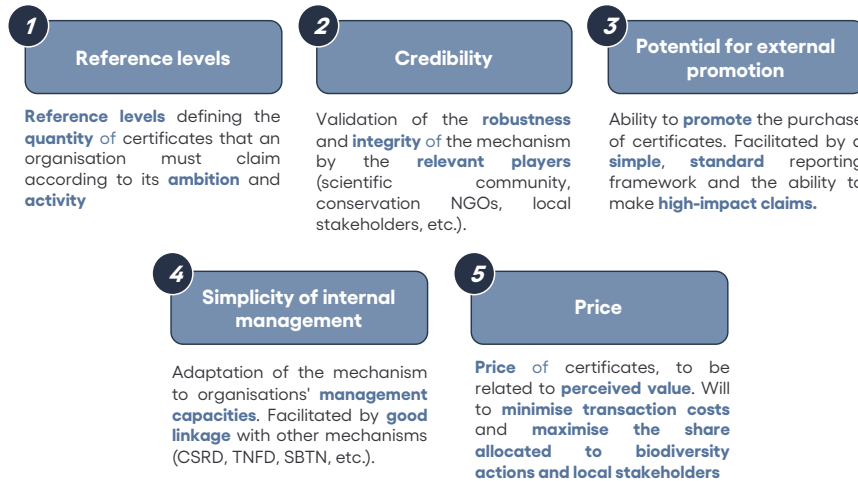 1
Reference levels
Reference levels defining the
quantity of certificates that an
organisation must claim
according to its ambition and
activity
2
Credibility
Validation of the robustness
and integrity of the mechanism
by the relevant players
(scientific community,
conservation NGOs, local
stakeholders, etc.).
3
Potential for external
promotion
Ability to promote the purchase
of certificates. Facilitated by
simple, standard reporting
framework and the ability to
make high-impact claims.
4
Simplicity of internal
management
Adaptation of the mechanism
to organisations' management
capacities. Facilitated by good
linkage with other mechanisms
(CSRD, TNFD, SBTN, etc.).
5
Price
Price of certificates, to be
related to perceived value. Will
to minimise transaction costs
and maximise the share
allocated to biodiversity
actions and local stakeholders